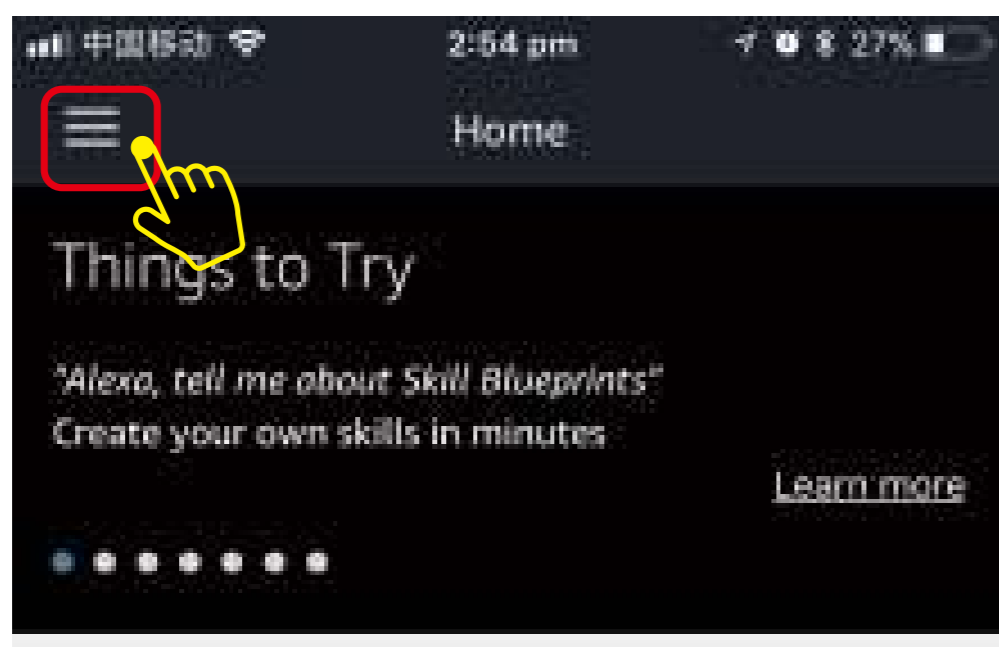 中国移动 2:54 pm 27%
Home
Things to Try
"Alexa, tell me about Skill Blueprints"
Create your own skills in minutes
Learn more